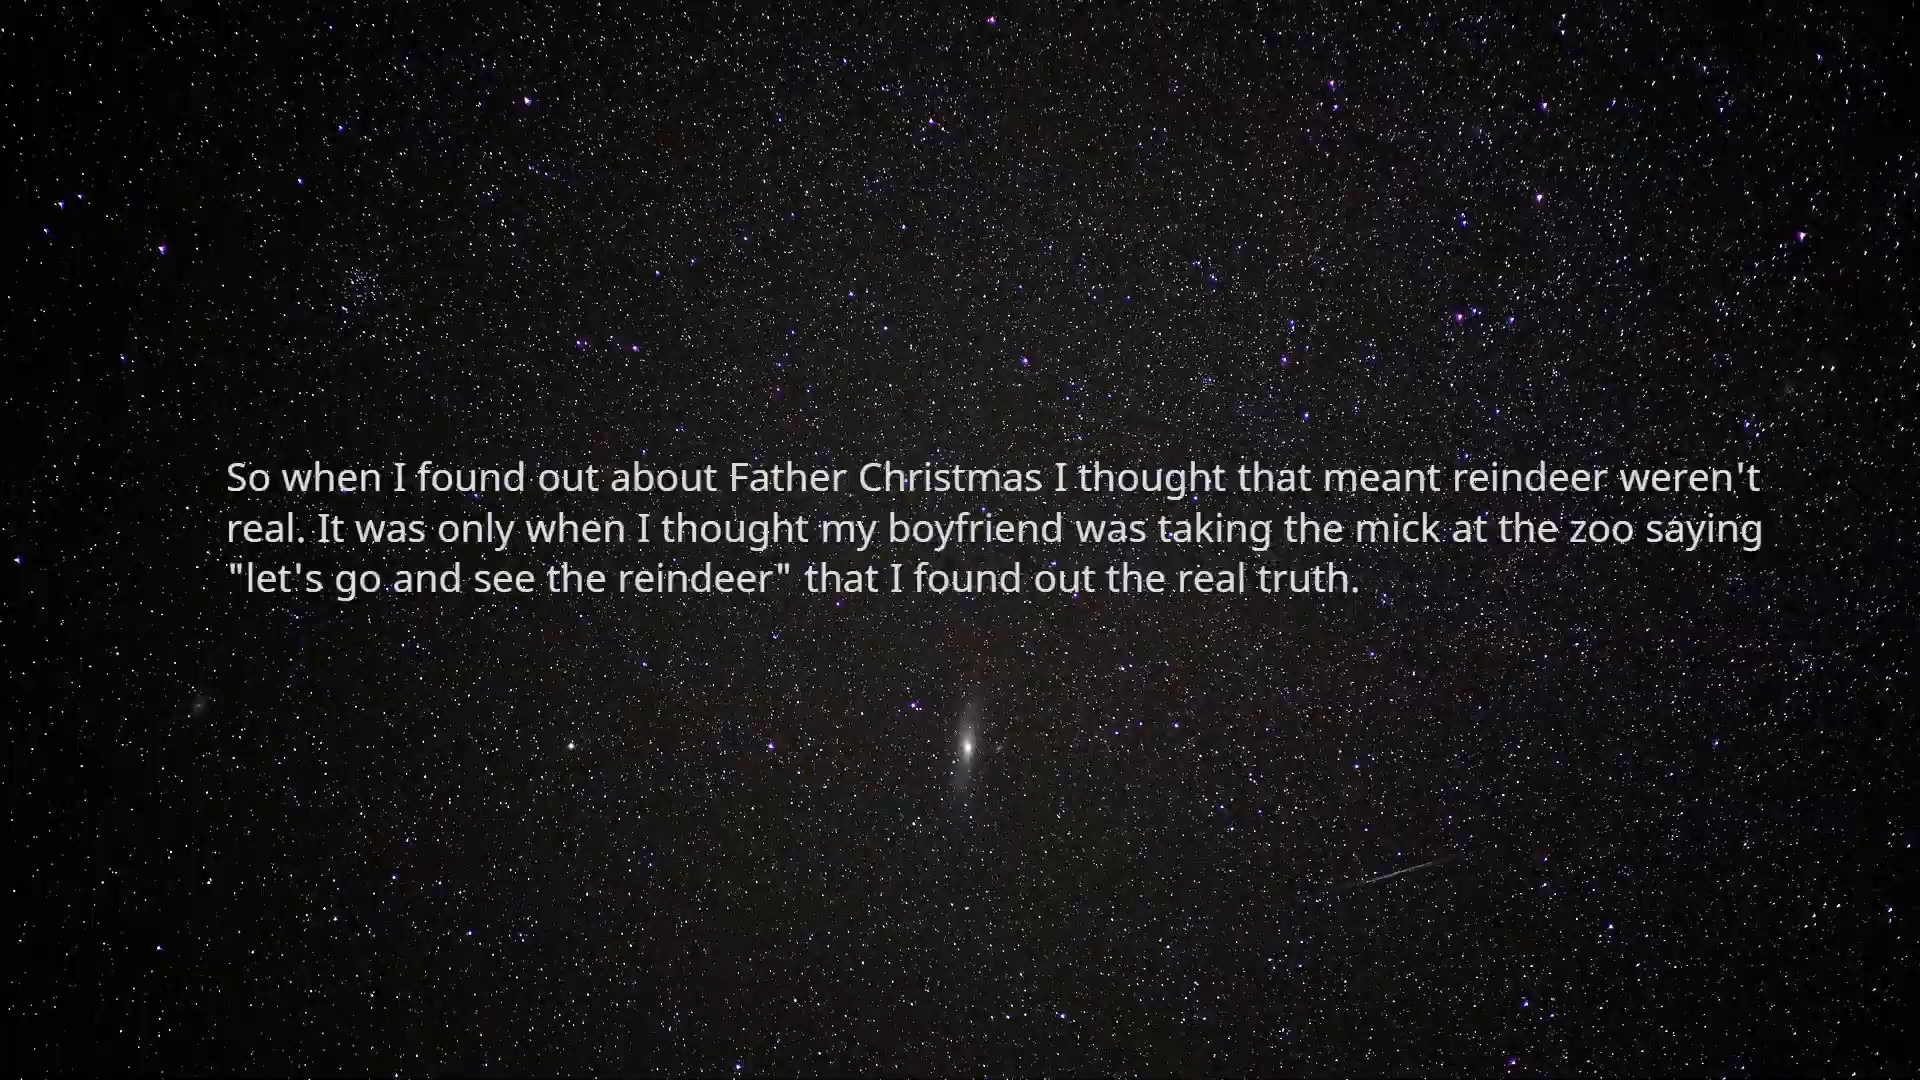 So when I found out about Father Christmas I thought that meant reindeer weren't
real. It was only when I thought my boyfriend was taking the mick at the zoo saying
"let's go and see the reindeer" that I found out the real truth.